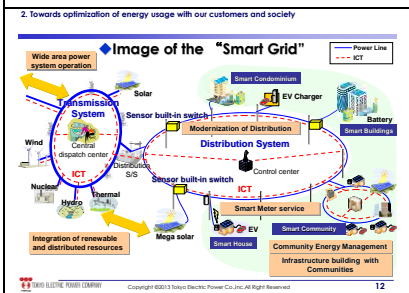 2. Towards optimization of energy usage with our customers and society
◆Image of the “Smart Grid”
Power Line
ICT
Wide area power
system operation
Smart Condominium
Solar
EV Charger
Transmission
System
Sensor built-in switch
Battery
Modernization of Distribution
Smart Buildings
Wind
Central
dispatch center
Distribution System
Distribution
S/S
Control center
ICT
Sensor built-in switch
ICT
Nuclear
Thermal
Hydro
Smart Meter service
Smart Community
Integration of renewable
and distributed resources
Mega solar
EV
Smart House
Community Energy Management
Infrastructure building with
Communities
TOKYO ELECTRIC POWER COMPANY
Copyright©2013 Tokyo Electric Power Co.,Inc.All Right Reserved
12